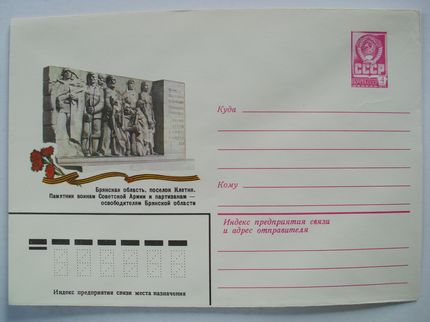 СССР
Куда
Брянская область, поселок Клетня.
Памятник воинам Советской Армии и партизанам —
освободителям Брянской области
Кому
Индекс предприятия связи
и адрес отправителя
Индекс предприятия связи места назначения